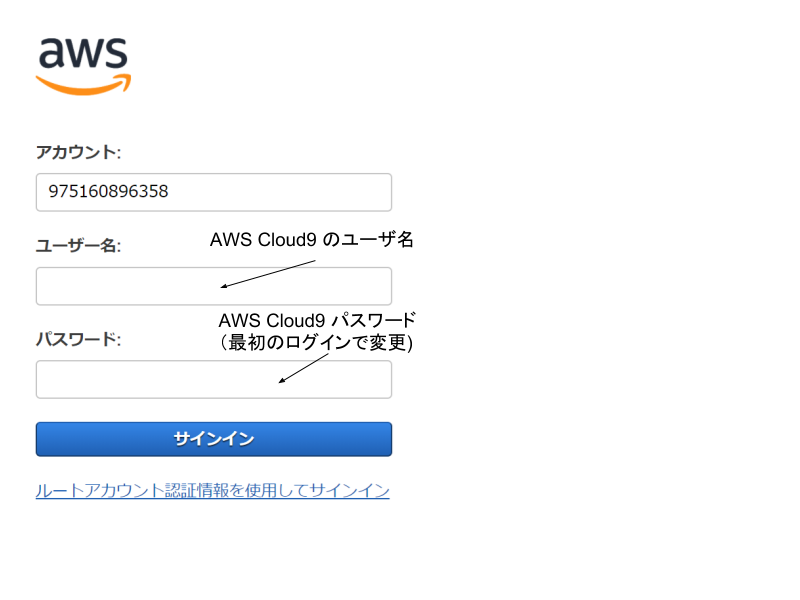 aws
アカウント:
975160896358
ユーザー名:
AWS Cloud9 のユーザ名
AWS Cloud9 パスワード
パスワード:
（最初のログインで変更)
サインイン
ルートアカウント認証情報を使用してサインイン